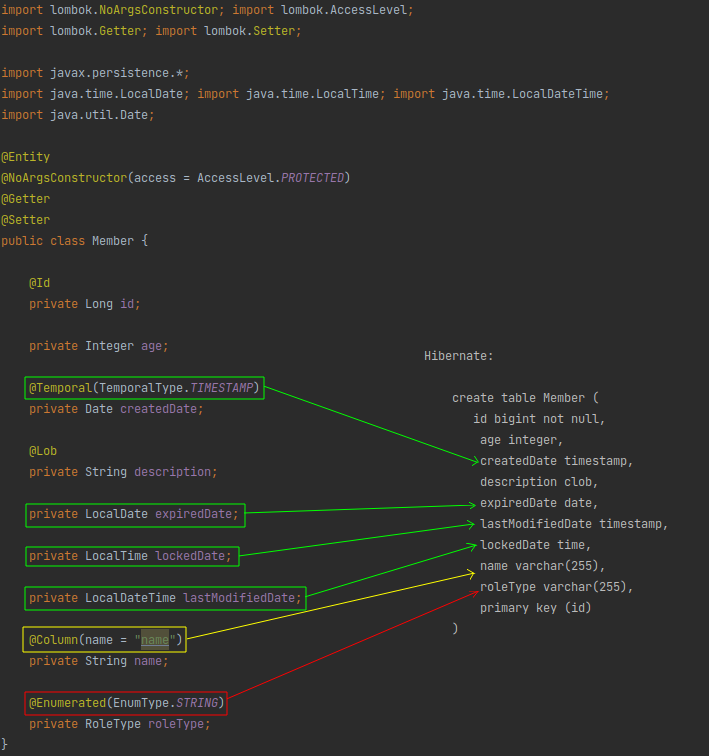 import lombok.NoArgsConstructor; import lombok.AccessLevel;
import lombok.Getter; import lombok.Setter;
import javax.persistence.*;
import java.time.LocalDate; import java.time.LocalTime; import java.time.LocalDateTime;
import java.util.Date;
@Entity
@NoArgsConstructor(access = AccessLevel.PROTECTED)
@Getter
@Setter
public class Member {
@Id
private Long id;
private Integer age;
@Temporal(TemporalType.TIMESTAMP)
private Date createdDate;
@Lob
private String description;
private LocalDate expiredDate;
private LocalTime lockedDate;
private LocalDateTime lastModifiedDate;
@Column(name = "name")
private String name;
@Enumerated(EnumType.STRING)
private RoleType roleType;
}
Hibernate:
create table Member (
id bigint not null,
age integer,
createdDate timestamp,
description clob,
expiredDate date,
lastModifiedDate timestamp,
lockedDate time,
name varchar(255),
roleType varchar(255),
primary key (id)
)